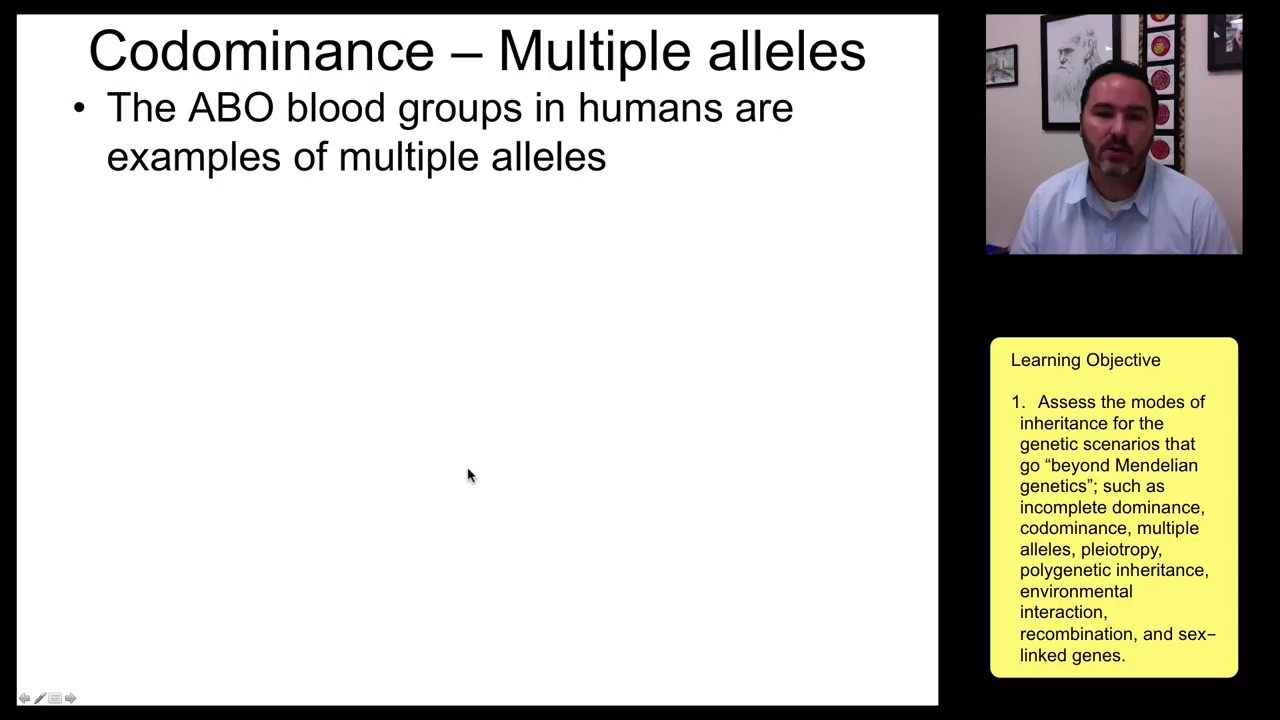 Codominance – Multiple alleles
• The ABO blood groups in humans are
examples of multiple alleles
Learning Objective
1. Assess the modes of
inheritance for the
genetic scenarios that
go “beyond Mendelian
genetics”; such as
incomplete dominance,
codominance, multiple
alleles, pleiotropy,
polygenetic inheritance,
environmental
interaction,
recombination, and sex–
linked genes.